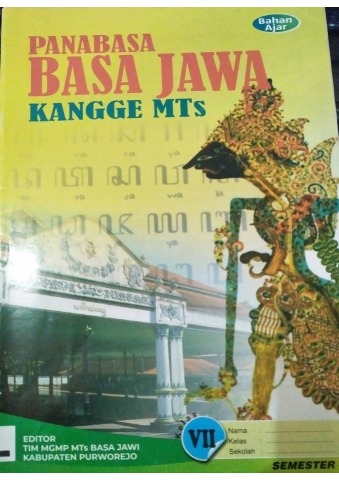 Bahan
Ajar
PANABASA
BASA JAWA
KANGGE MTs
Kelas
VII
Nama :
Kelas :
Sekolah :
EDITOR
TIM MGMP MTs BASA JAWI
KABUPATEN PURWOREJO
SEMESTER